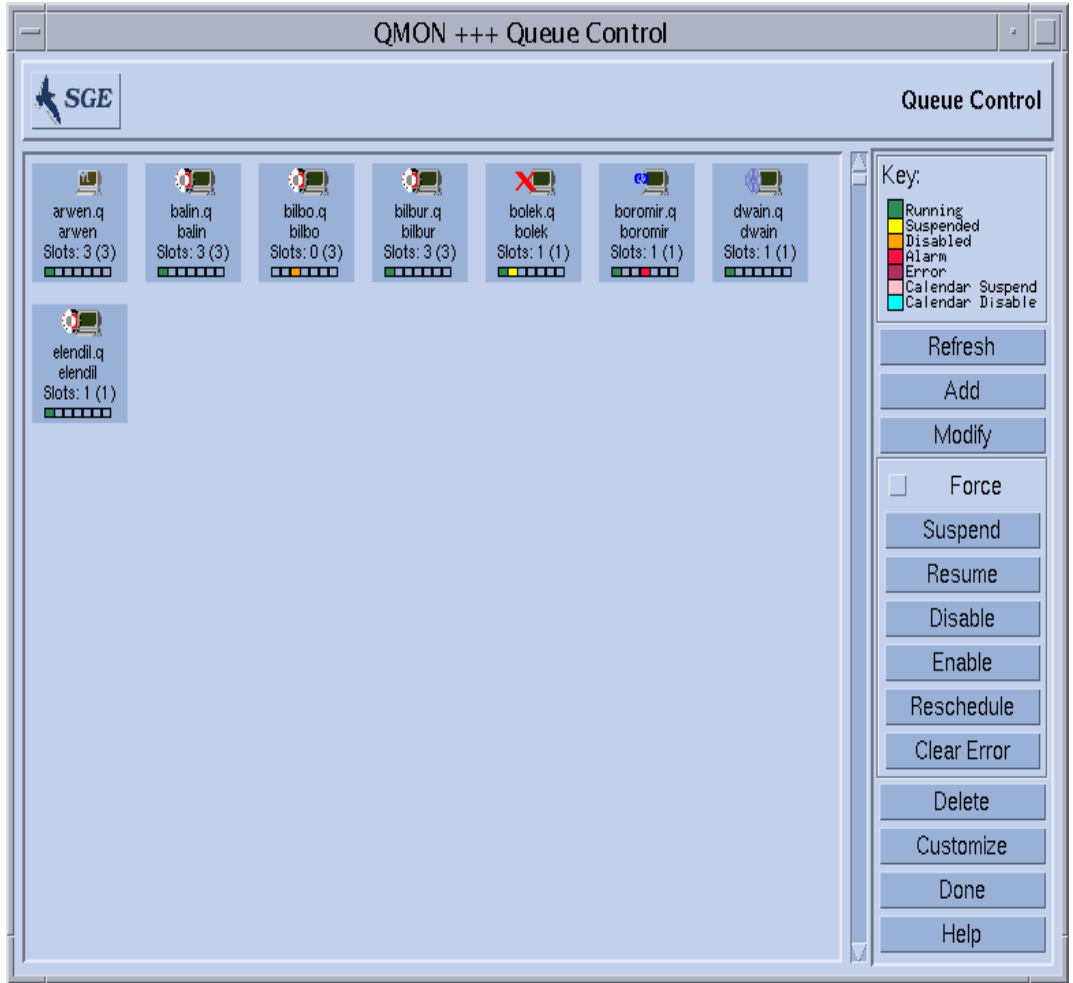 QMON +++ Queue Control
SGE
Queue Control
arwen.q
arwen
Slots: 3 (3)
balin.q
balin
Slots: 3 (3)
bilbo.q
bilbo
Slots: 0 (3)
bilbur.q
bilbur
Slots: 3 (3)
bolek.q
bolek
Slots: 1 (1)
boromir.q
boromir
Slots: 1 (1)
dwain.q
dwain
Slots: 1 (1)
elendil.q
elendil
Slots: 1 (1)
Key:
Running
Suspended
Disabled
Alarm
Error
Calendar Suspend
Calendar Disable
Refresh
Add
Modify
Force
Suspend
Resume
Disable
Enable
Reschedule
Clear Error
Delete
Customize
Done
Help